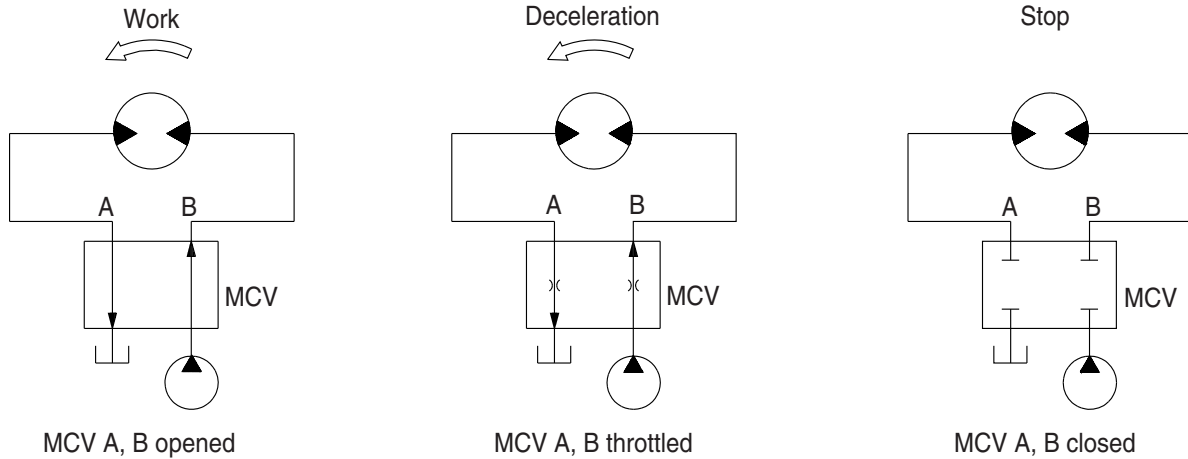 Work
A
B
MCV
MCV A, B opened
Deceleration
A
B
MCV
MCV A, B throttled
Stop
A
B
MCV
MCV A, B closed